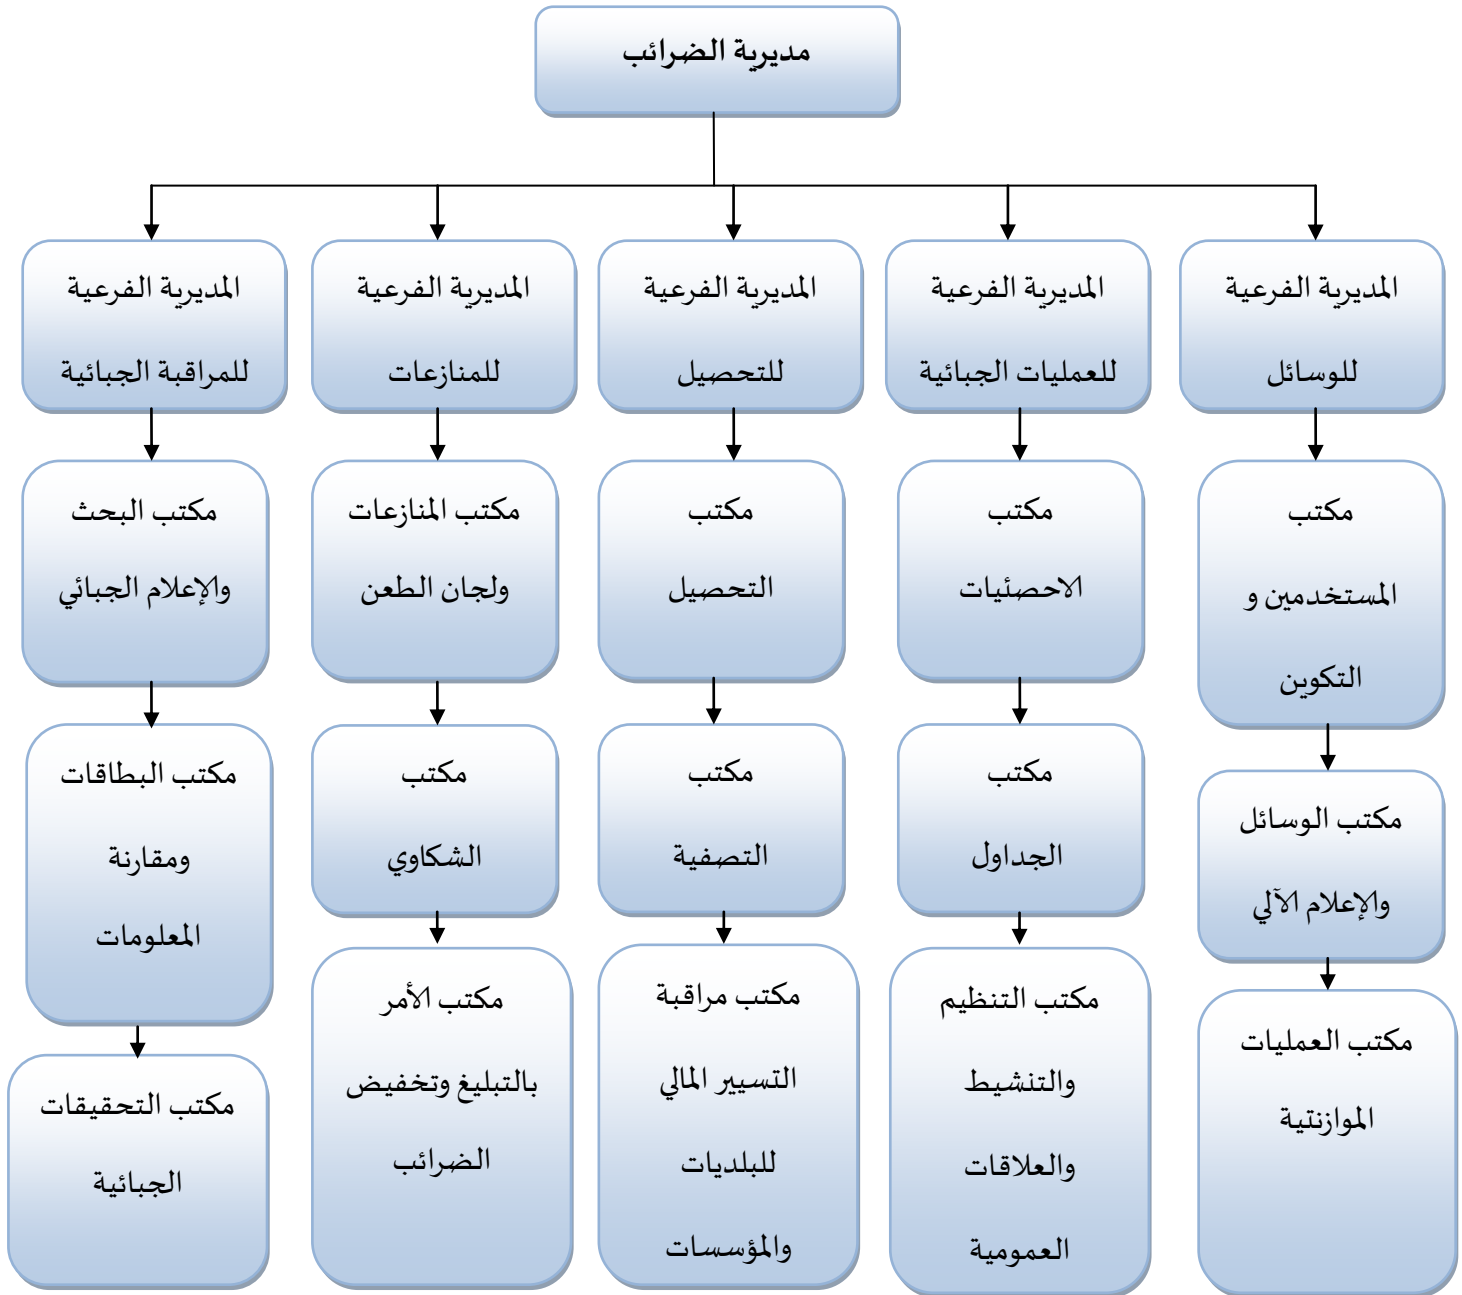 مديرية الضرائب
المديرية الفرعية
للوسائل
المديرية الفرعية
للعمليات الجبائية
المديرية الفرعية
للتحصيل
المديرية الفرعية
للمنازعات
المديرية الفرعية
للمراقبة الجبائية
مكتب
المستخدمين و
التكوين
مكتب
الاحصئيات
مكتب
التحصيل
مكتب المنازعات
ولجان الطعن
مكتب البحث
والإعلام الجبائي
مكتب الوسائل
والإعلام الآلي
مكتب
الجداول
مكتب
التصفية
مكتب
الشكاوي
مكتب البطاقات
ومقارنة
المعلومات
مكتب العمليات
الموازنتية
مكتب التنظيم
والتنشيط
والعلاقات
العمومية
مكتب مراقبة
التسيير المالي
للبلديات
والمؤسسات
مكتب الأمر
بالتبليغ وتخفيض
الضرائب
مكتب التحقيقات
الجبائية